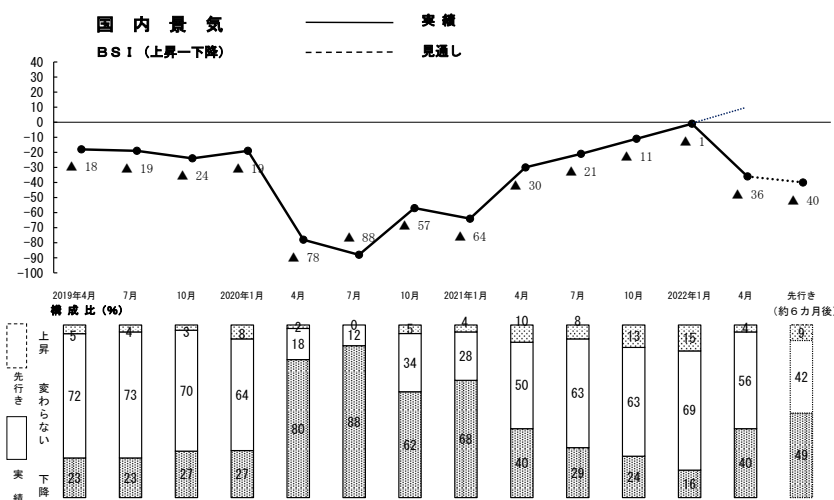 国内景気
実 績
ＢＳＩ（上昇－下降）
見通し
40
30
20
10
0
-10
-20
-30
-40
-50
-60
-70
-80
-90
-100
▲ 18
▲ 19
▲ 24
▲ 19
▲ 78
▲ 88
▲ 57
▲ 64
▲ 30
▲ 21
▲ 11
▲ 1
▲ 36
▲ 40
2019年4月 7月 10月 2020年1月 4月 7月 10月 2021年1月 4月 7月 10月 2022年1月 4月 先行き
(約６カ月後)
構 成 比 (％)
上昇 5 4 3 8 2 0 5 4 10 8 13 15 4 9
変わらない 72 73 70 64 18 12 34 28 50 63 63 69 56 42
下降 23 23 27 27 80 88 62 68 40 29 24 16 40 49
先行き
実績